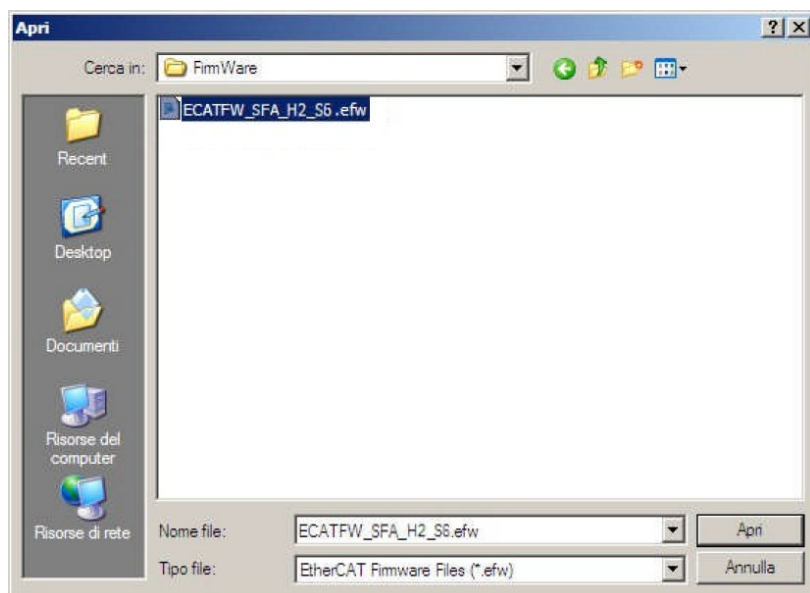 Apri
Cerca in:
FirmWare
ECATFW_SFA_H2_S6.efw
Recent
Desktop
Documenti
Risorse del
computer
Risorse di rete
Nome file:
ECATFW_SFA_H2_S6.efw
Apri
Tipo file:
EtherCAT Firmware Files (*.efw)
Annulla